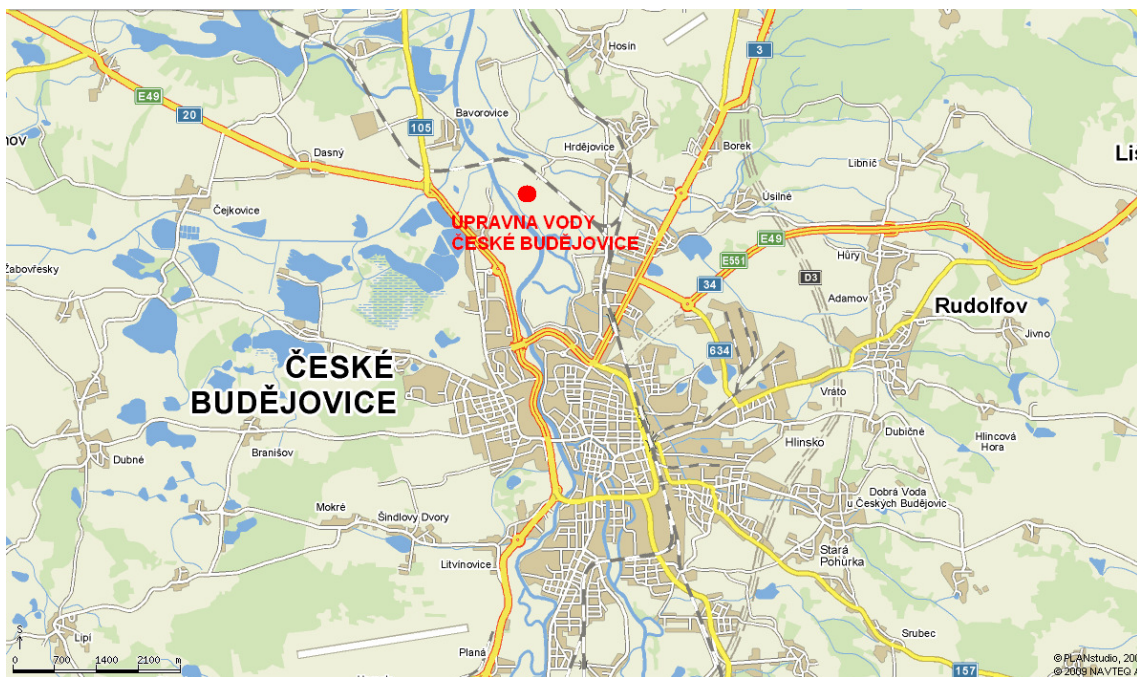 Hosín
3
E49
20
Bavorovice
105
Hrdějovice
Borek
Libnič
Lis
nov
Dasný
Úsilné
Čejkovice
ÚPRAVNA VODY
ČESKÉ BUDĚJOVICE
E49
E551
Hůry
34
D3
Žabovřesky
Adamov
Rudolfov
Jivno
634
ČESKÉ
BUDĚJOVICE
Vráto
Dubičné
Hlinsko
Hlincová
Hora
Dubné
Branišov
Dobrá Voda
u Českých Budějovic
Mokré
Šindlovy Dvory
Stará
Pohůrka
Litvínovice
Lipí
Srubec
Planá
S
0 700 1400 2100 m
157
© PLANstudio, 200
© 2009 NAVTEQ A